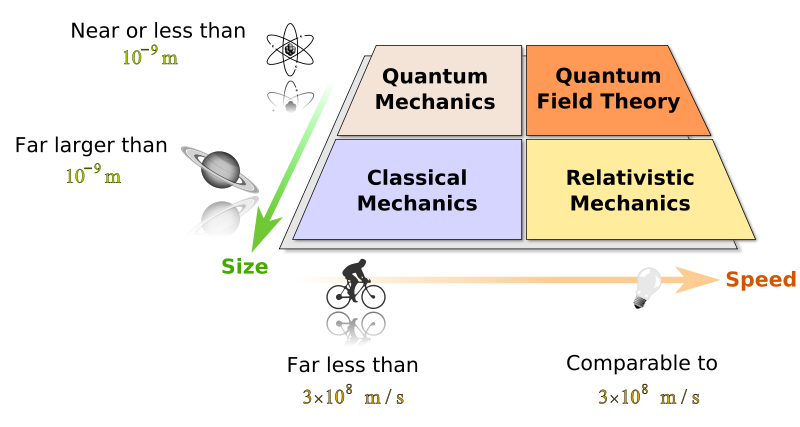 Near or less than
10⁻⁹ m
Quantum
Mechanics
Quantum
Field Theory
Far larger than
10⁻⁹ m
Classical
Mechanics
Relativistic
Mechanics
Size
Speed
Far less than
3×10⁸ m/s
Comparable to
3×10⁸ m/s